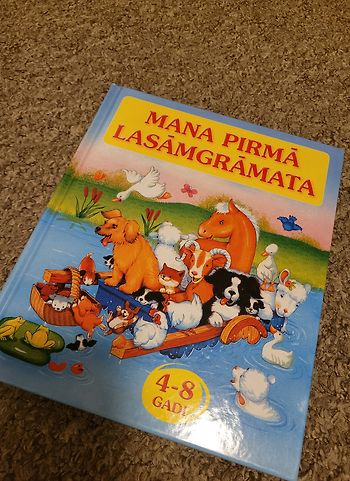 MANA PIRMĀ
LASĀMGRĀMATA
4-8
GADI